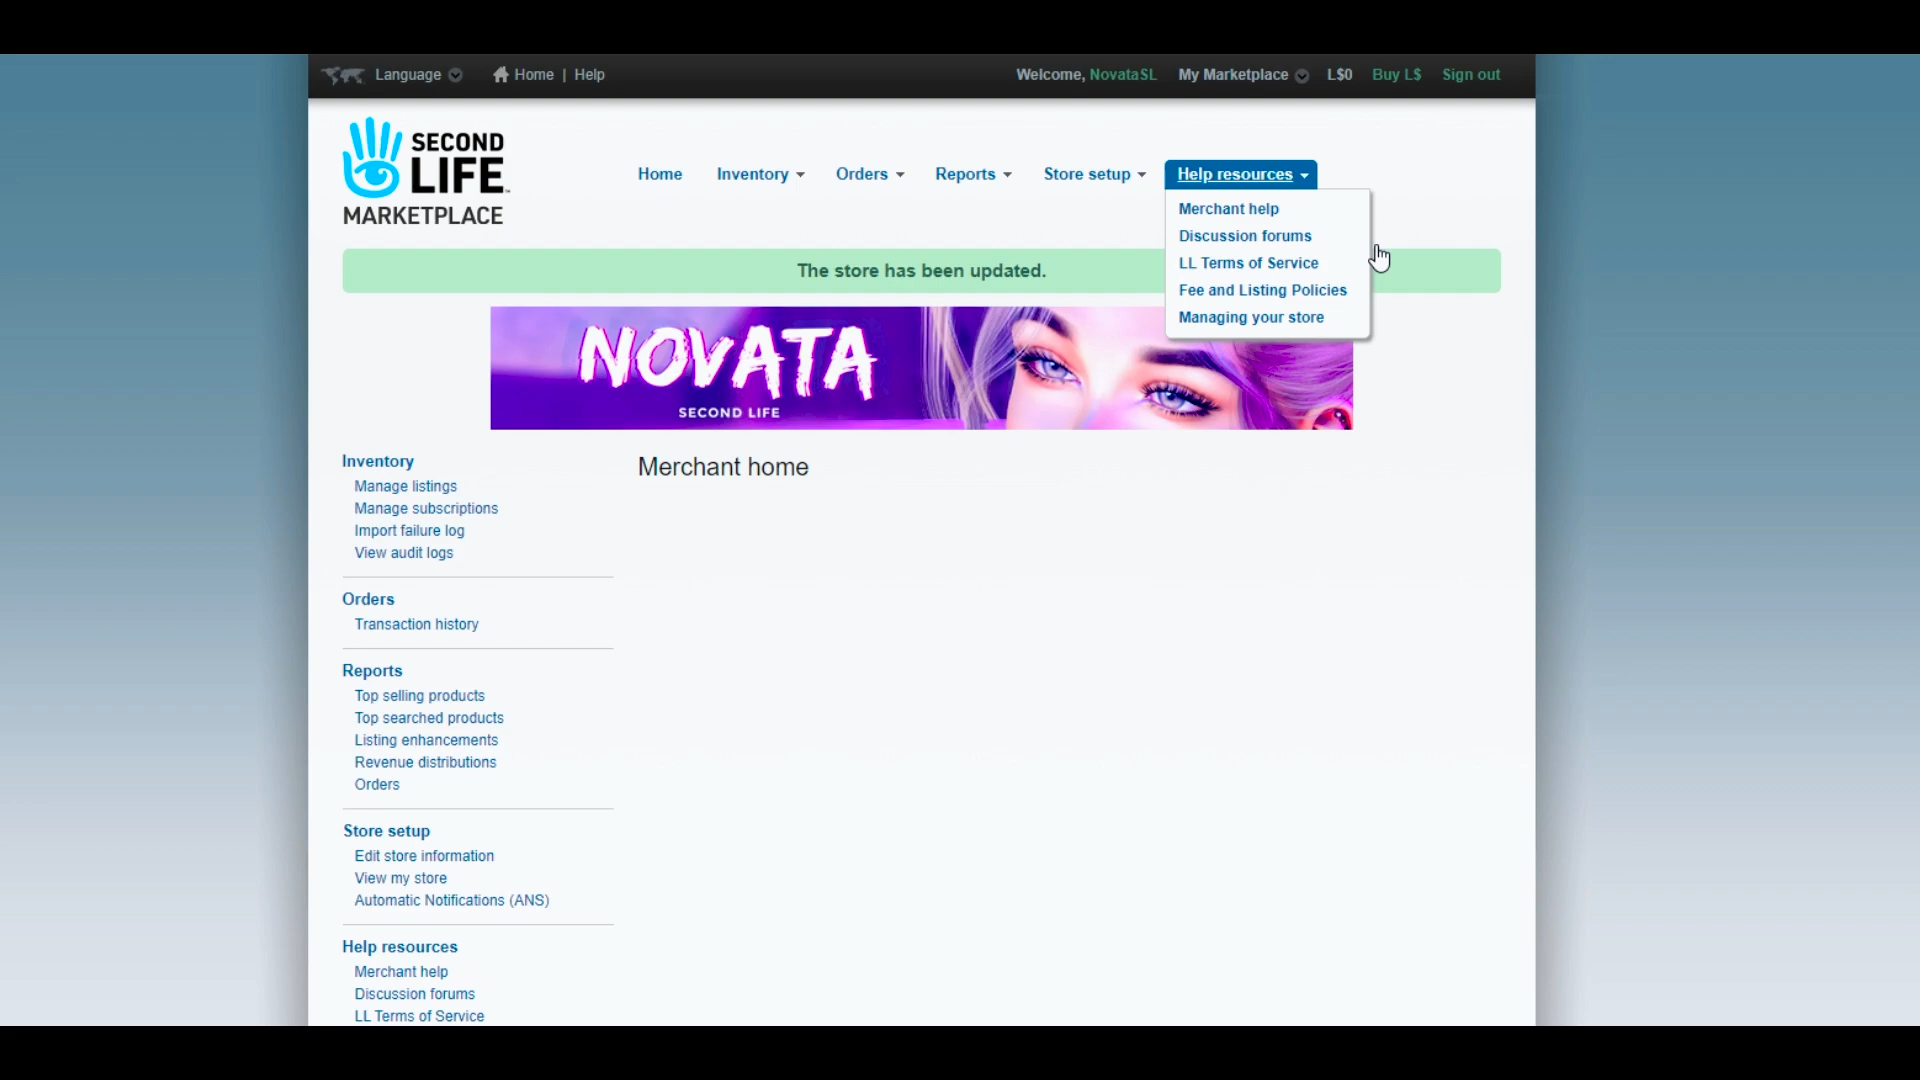 Language Home | Help Welcome, NovataSL My Marketplace L$0 Buy L$ Sign out
SECOND
LIFE™
MARKETPLACE
Home Inventory Orders Reports Store setup Help resources
Merchant help
Discussion forums
LL Terms of Service
Fee and Listing Policies
Managing your store
The store has been updated.
NOVATA
SECOND LIFE
Merchant home
Inventory
Manage listings
Manage subscriptions
Import failure log
View audit logs
Orders
Transaction history
Reports
Top selling products
Top searched products
Listing enhancements
Revenue distributions
Orders
Store setup
Edit store information
View my store
Automatic Notifications (ANS)
Help resources
Merchant help
Discussion forums
LL Terms of Service